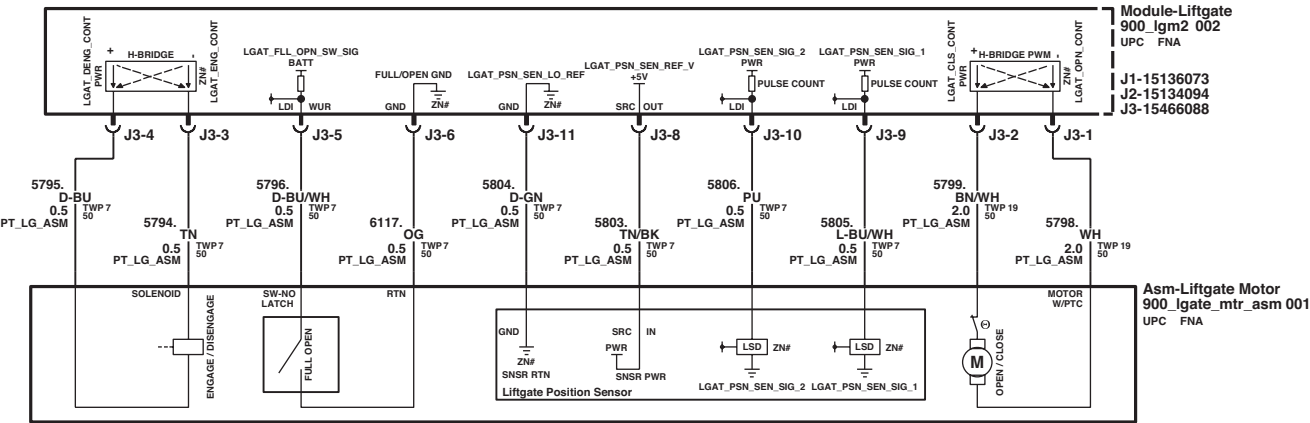 Module-Liftgate
900_lgm2 002
UPC FNA
J1-15136073
J2-15134094
J3-15466088
LGAT_DENG_CONT
PWR
+ H-BRIDGE -
ZN#
LGAT_ENG_CONT
LGAT_FLL_OPN_SW_SIG
BATT
LDI WUR
FULL/OPEN GND
ZN#
GND
LGAT_PSN_SEN_LO_REF
ZN#
GND
LGAT_PSN_SEN_REF_V
+5V
SRC OUT
LGAT_PSN_SEN_SIG_2
PWR
PULSE COUNT
LDI
LGAT_PSN_SEN_SIG_1
PWR
PULSE COUNT
LDI
LGAT_CLS_CONT
PWR
+ H-BRIDGE PWM -
ZN#
LGAT_OPN_CONT
J3-4 J3-3 J3-5 J3-6 J3-11 J3-8 J3-10 J3-9 J3-2 J3-1
5795.
D-BU
0.5
PT_LG_ASM
TWP 7
50
5794.
TN
0.5
PT_LG_ASM
TWP 7
50
5796.
D-BU/WH
0.5
PT_LG_ASM
TWP 7
50
6117.
OG
0.5
PT_LG_ASM
TWP 7
50
5804.
D-GN
0.5
PT_LG_ASM
TWP 7
50
5803.
TN/BK
0.5
PT_LG_ASM
TWP 7
50
5806.
PU
0.5
PT_LG_ASM
TWP 7
50
5805.
L-BU/WH
0.5
PT_LG_ASM
TWP 7
50
5799.
BN/WH
2.0
PT_LG_ASM
TWP 19
50
5798.
WH
2.0
PT_LG_ASM
TWP 19
50
Asm-Liftgate Motor
900_lgate_mtr_asm 001
UPC FNA
SOLENOID
ENGAGE / DISENGAGE
SW-NO
LATCH
FULL OPEN
RTN
GND
ZN#
SNSR RTN
SRC IN
PWR
SNSR PWR
LSD ZN#
LGAT_PSN_SEN_SIG_2
LSD ZN#
LGAT_PSN_SEN_SIG_1
Liftgate Position Sensor
MOTOR
W/PTC
Θ
M
OPEN / CLOSE